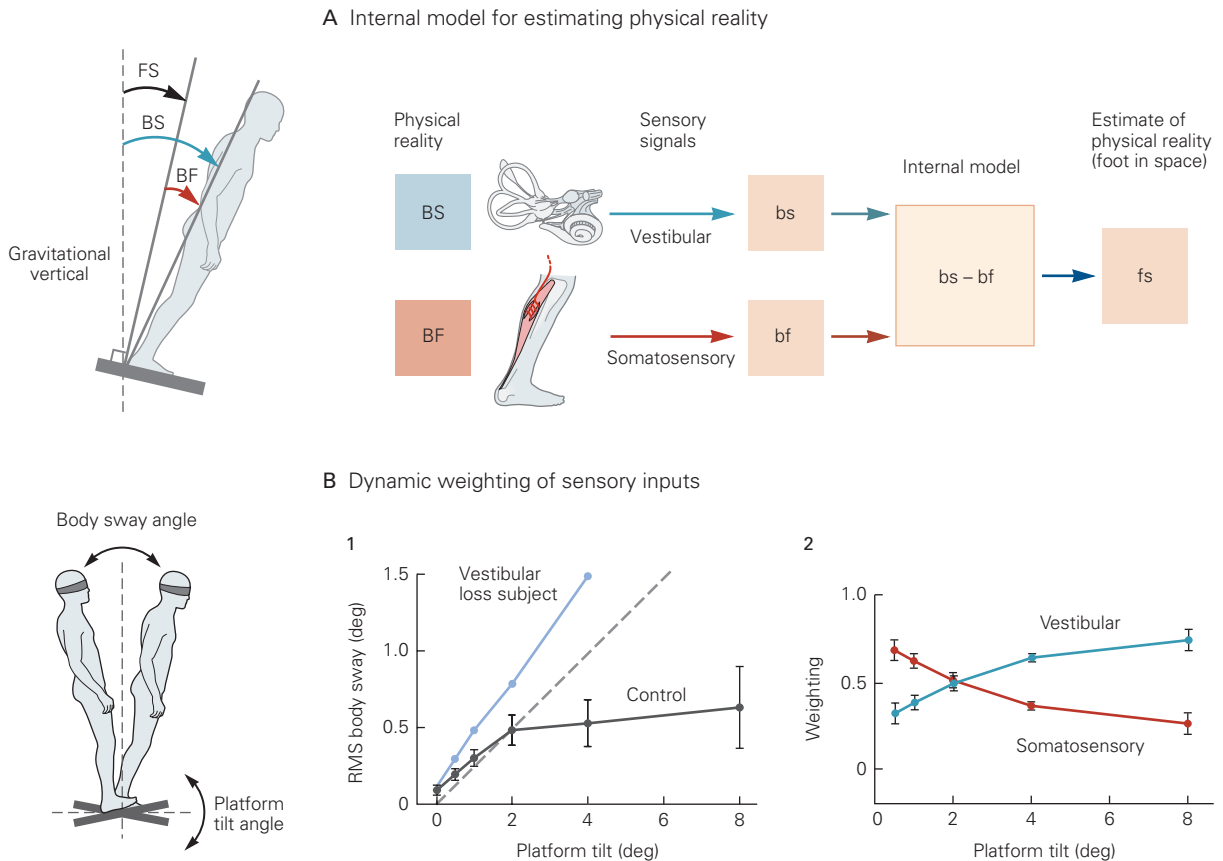 A Internal model for estimating physical reality
FS
BS
BF
Gravitational
vertical
Physical
reality
Sensory
signals
Internal model
Estimate of
physical reality
(foot in space)
BS
Vestibular
bs
BF
Somatosensory
bf
bs – bf
fs
B Dynamic weighting of sensory inputs
Body sway angle
Platform
tilt angle
1
Vestibular
loss subject
Control
RMS body sway (deg)
1.5
1.0
0.5
0
0
2
4
6
8
Platform tilt (deg)
2
Vestibular
Somatosensory
Weighting
1.0
0.5
0
0
2
4
6
8
Platform tilt (deg)